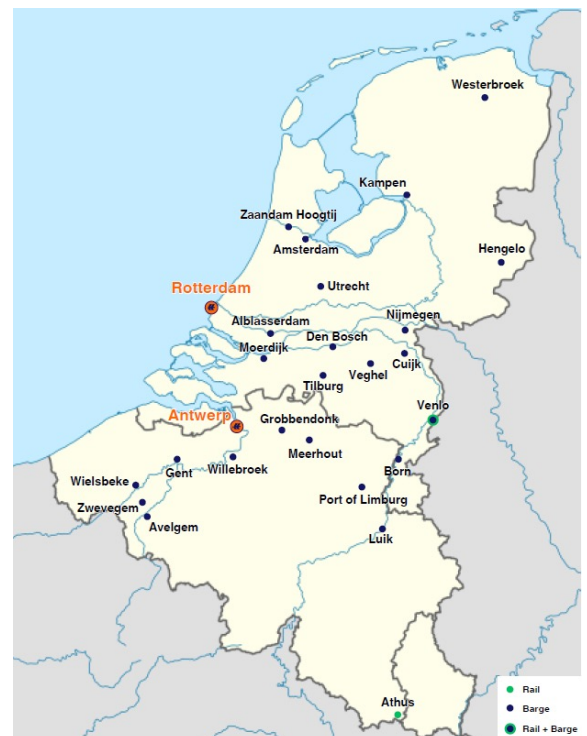 Westerbroek
Kampen
Zaandam Hoogtij
Amsterdam
Hengelo
Utrecht
Rotterdam
Alblasserdam
Nijmegen
Den Bosch
Moerdijk
Cuijk
Veghel
Tilburg
Venlo
Antwerp
Grobbendonk
Meerhout
Gent
Willebroek
Born
Wielsbeke
Port of Limburg
Zwevegem
Avelgem
Luik
Athus
Rail
Barge
Rail + Barge